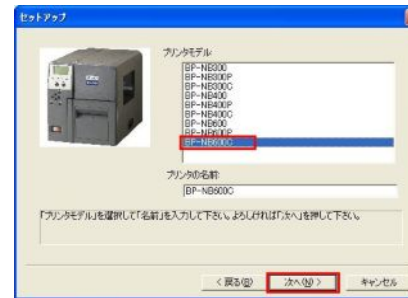 セットアップ
プリンタモデル
BP-NB300
BP-NB300P
BP-NB300C
BP-NB400
BP-NB400P
BP-NB400C
BP-NB600
BP-NB600P
BP-NB600C
プリンタの名前
BP-NB600C
「プリンタモデル」を選択して「名前」を入力して下さい。よろしければ「次へ」を押して下さい。
< 戻る(B)
次へ(N) >
キャンセル